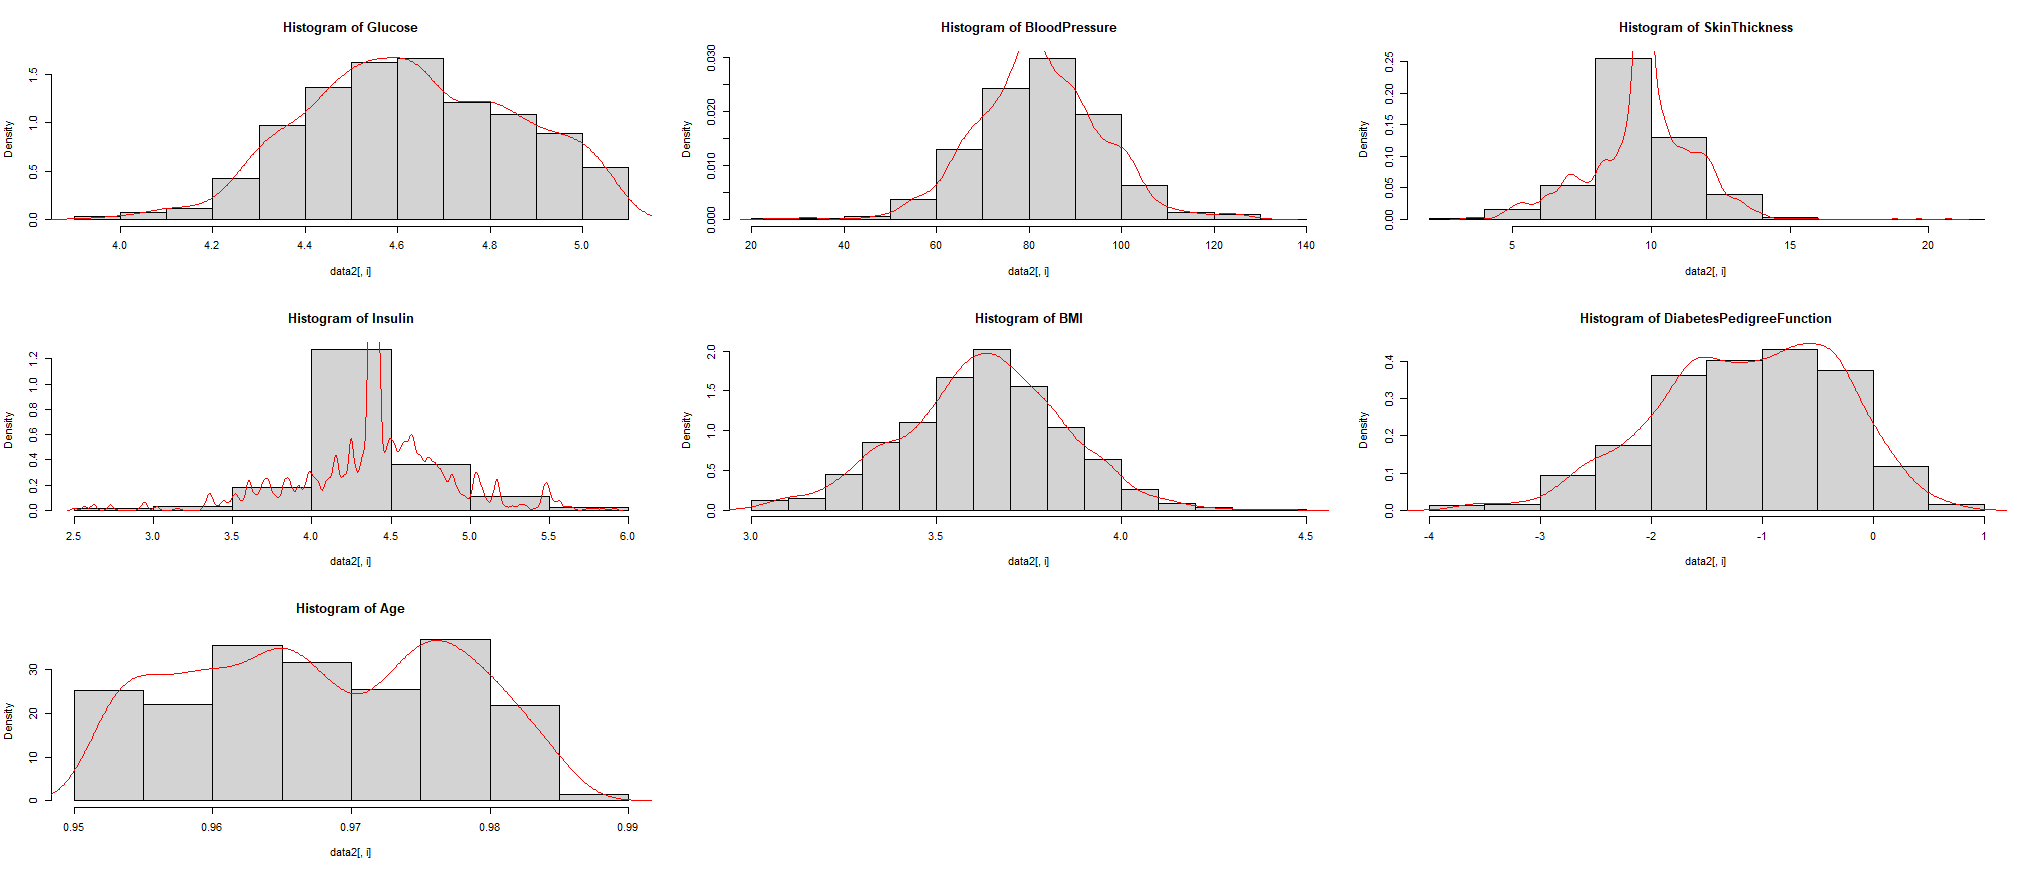 Histogram of Glucose
Density
0.0 0.5 1.0 1.5
4.0 4.2 4.4 4.6 4.8 5.0
data2[, i]
Histogram of BloodPressure
Density
0.000 0.010 0.020 0.030
20 40 60 80 100 120 140
data2[, i]
Histogram of SkinThickness
Density
0.00 0.05 0.10 0.15 0.20 0.25
5 10 15 20
data2[, i]
Histogram of Insulin
Density
0.0 0.2 0.4 0.6 0.8 1.0 1.2
2.5 3.0 3.5 4.0 4.5 5.0 5.5 6.0
data2[, i]
Histogram of BMI
Density
0.0 0.5 1.0 1.5 2.0
3.0 3.5 4.0 4.5
data2[, i]
Histogram of DiabetesPedigreeFunction
Density
0.0 0.1 0.2 0.3 0.4
-4 -3 -2 -1 0 1
data2[, i]
Histogram of Age
Density
0 10 20 30
0.95 0.96 0.97 0.98 0.99
data2[, i]